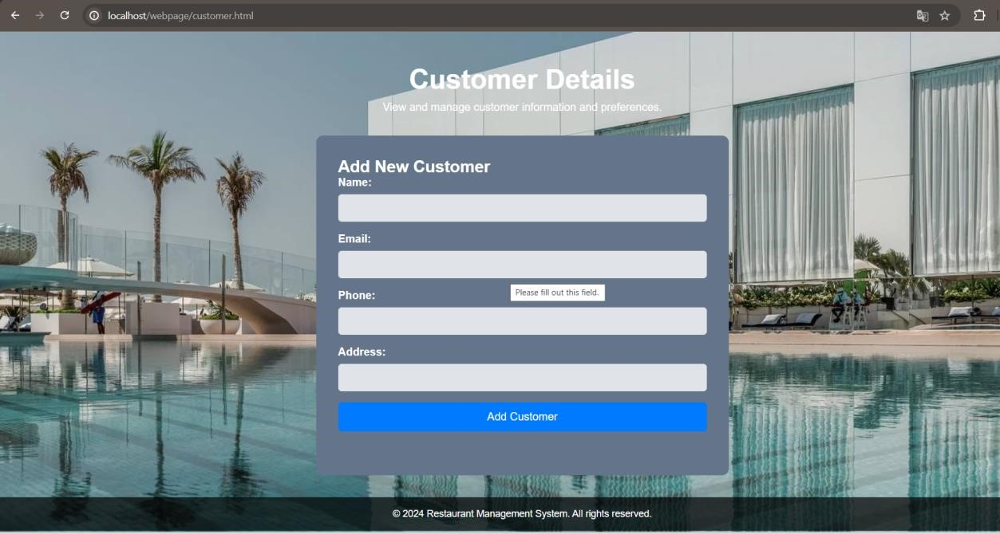 localhost/webpage/customer.html
Customer Details
View and manage customer information and preferences.
Add New Customer
Name:
Email:
Please fill out this field.
Phone:
Address:
Add Customer
© 2024 Restaurant Management System. All rights reserved.